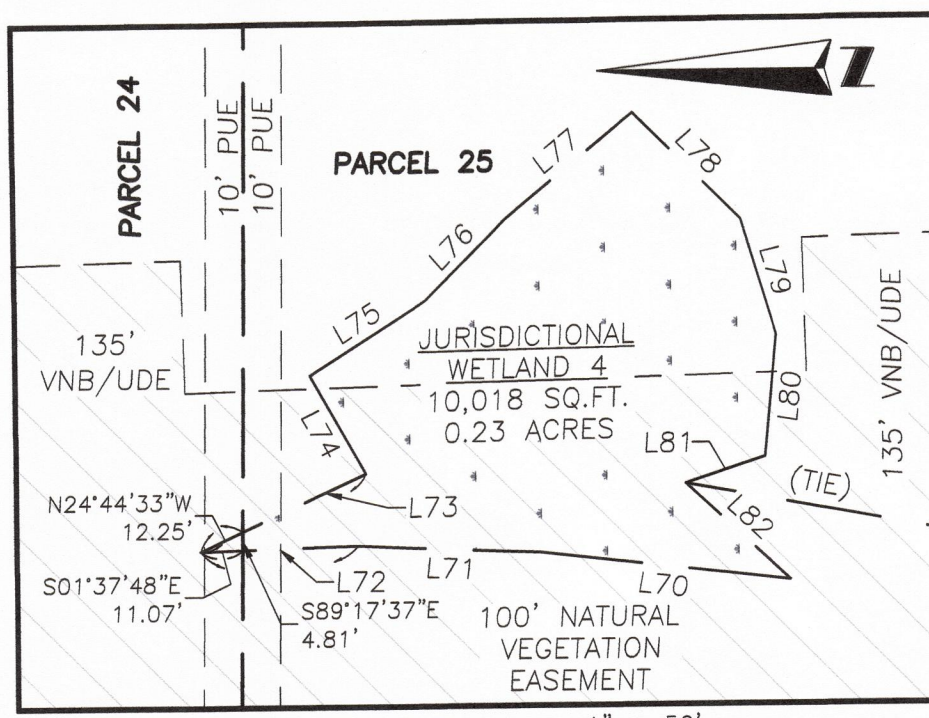 PARCEL 24
10' PUE
10' PUE
PARCEL 25
N
L77
L78
L76
L79
L75
JURISDICTIONAL
WETLAND 4
10,018 SQ.FT.
0.23 ACRES
135'
VNB/UDE
135' VNB/UDE
L80
L74
L81
(TIE)
L73
L82
N24°44'33"W
12.25'
S01°37'48"E
11.07'
L72
L71
L70
S89°17'37"E
4.81'
100' NATURAL
VEGETATION
EASEMENT